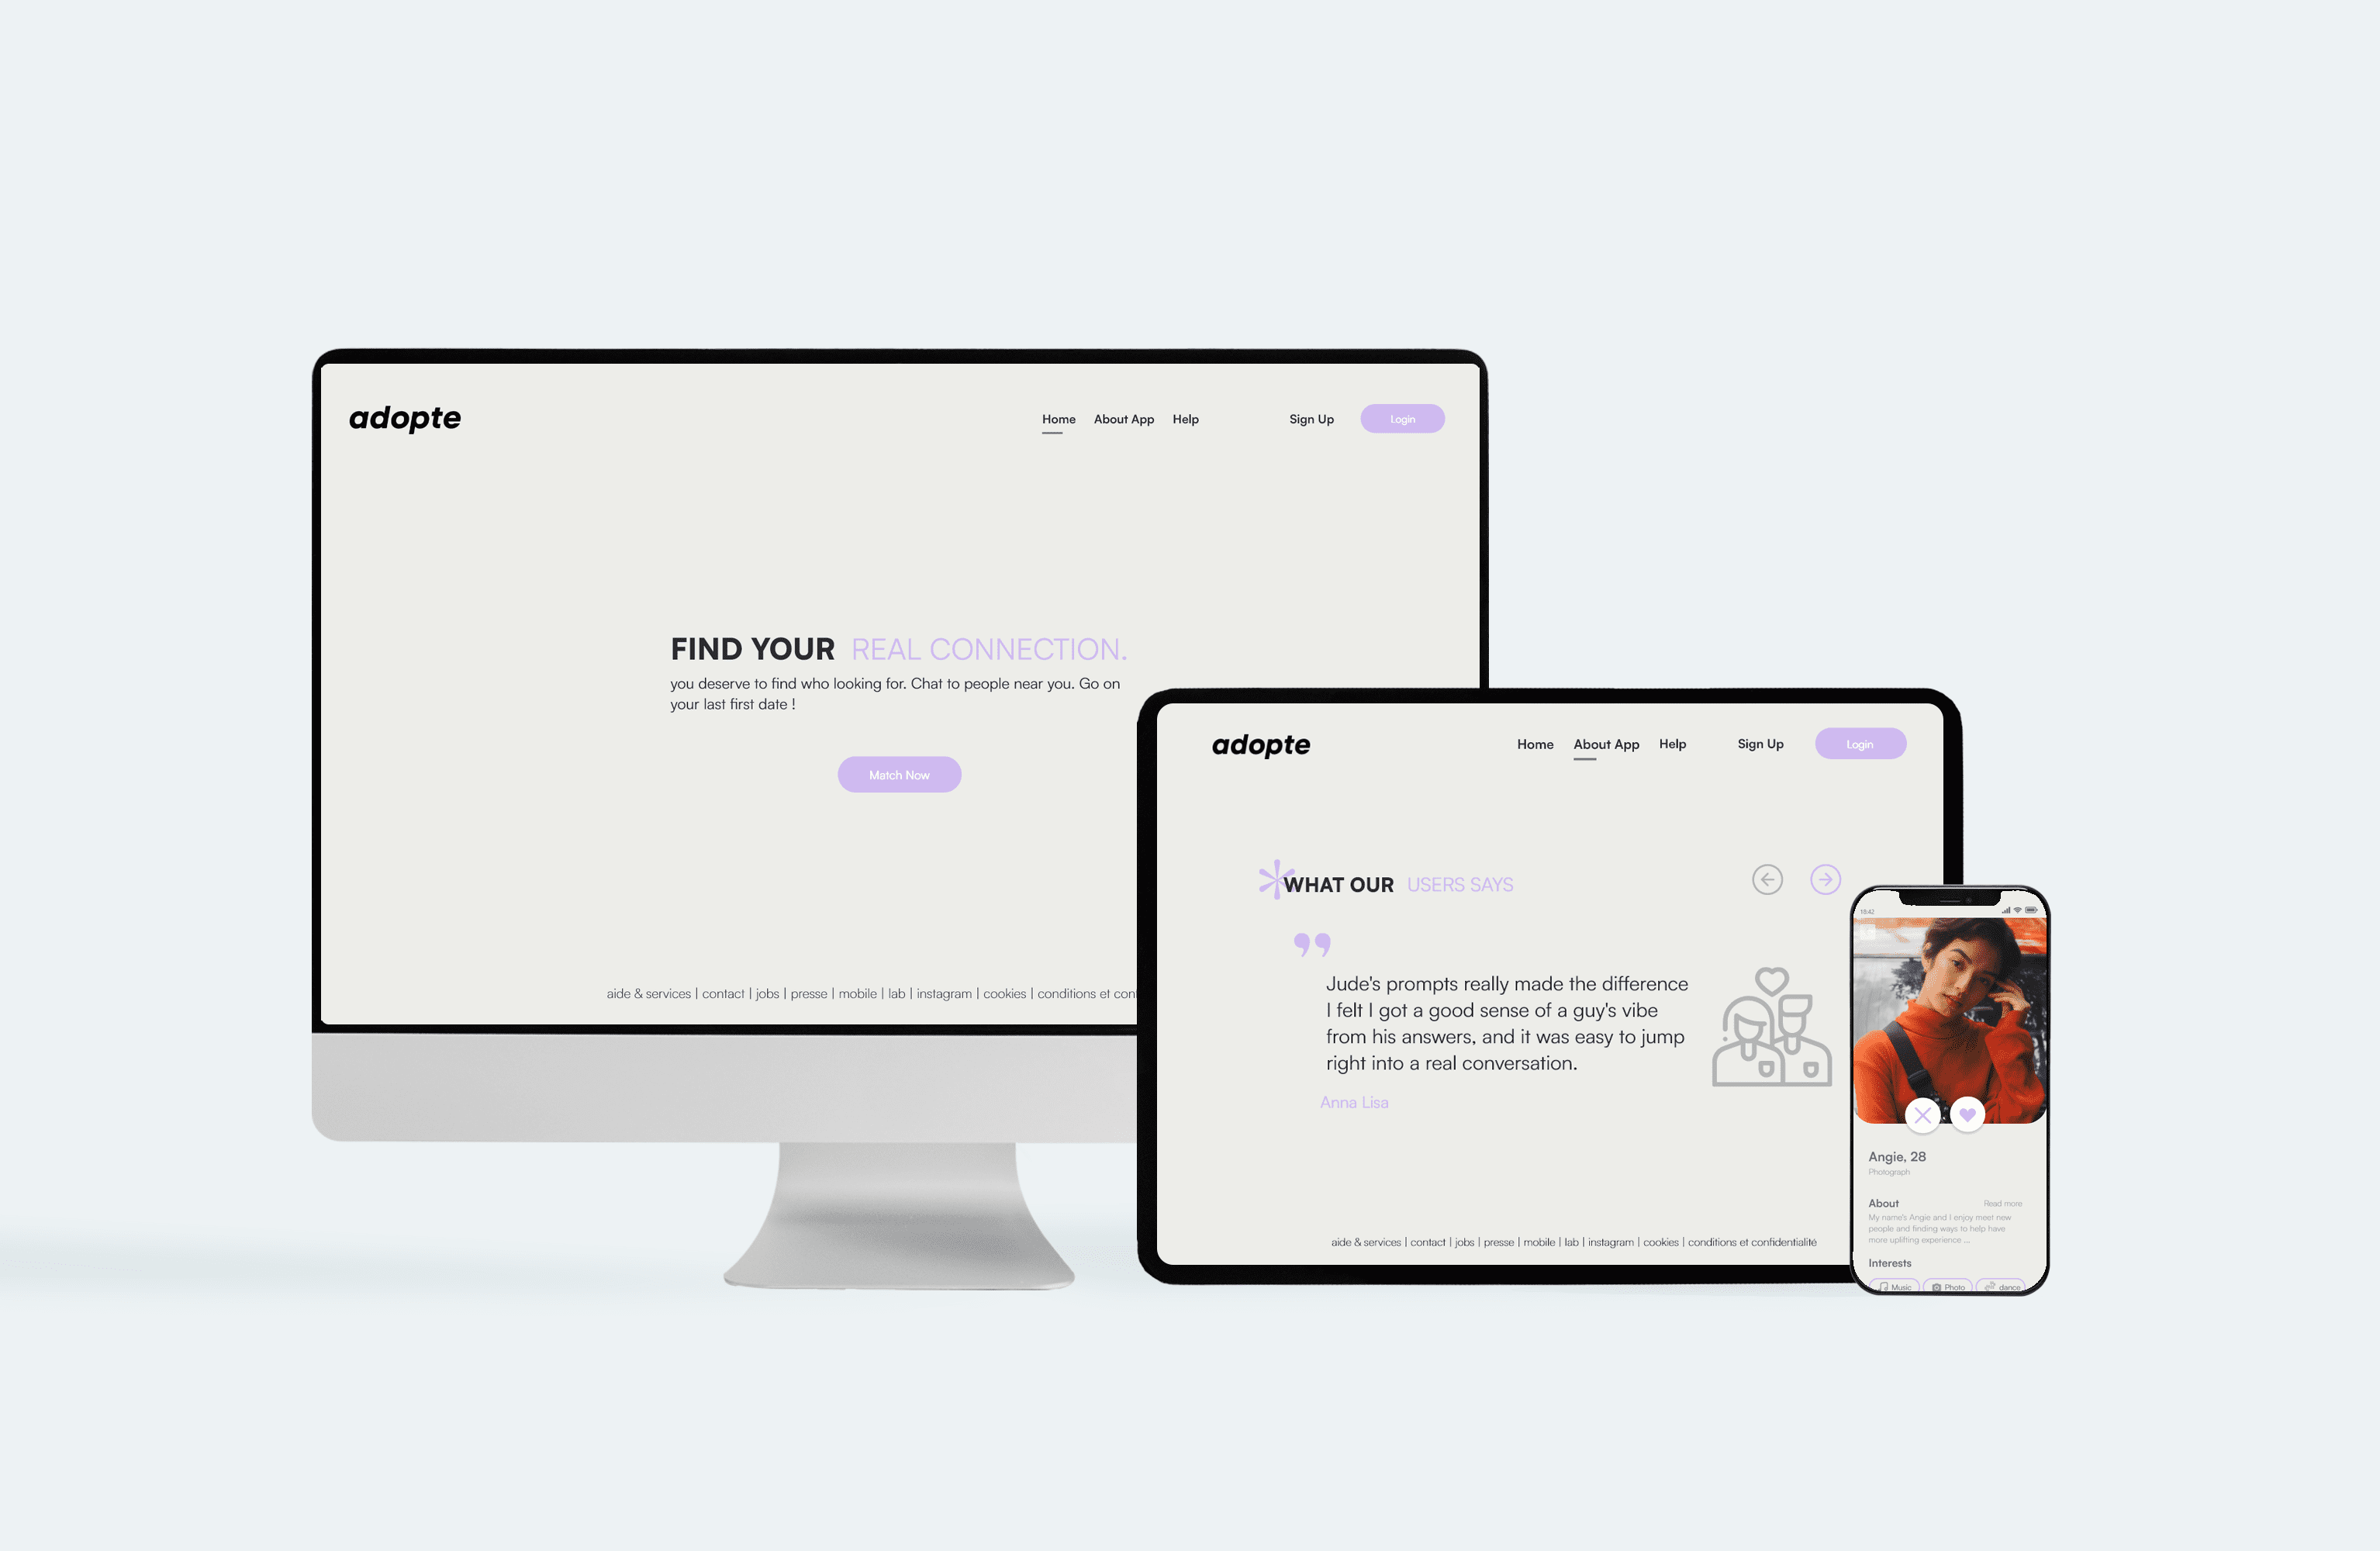 adopte
Home About App Help Sign Up Login
FIND YOUR REAL CONNECTION.
you deserve to find who looking for. Chat to people near you. Go on
your last first date !
Match Now
aide & services | contact | jobs | presse | mobile | lab | instagram | cookies | conditions et
adopte
Home About App Help Sign Up Login
WHAT OUR USERS SAYS
”
Jude's prompts really made the difference
I felt I got a good sense of a guy's vibe
from his answers, and it was easy to jump
right into a real conversation.
Anna Lisa
aide & services | contact | jobs | presse | mobile | lab | instagram | cookies | conditions et confidentialité
18:42
Angie, 28
Photograph
About Read more
My name's Angie and I enjoy meet new
people and finding ways to help have
more uplifting experience ...
Interests
Music Photo dance